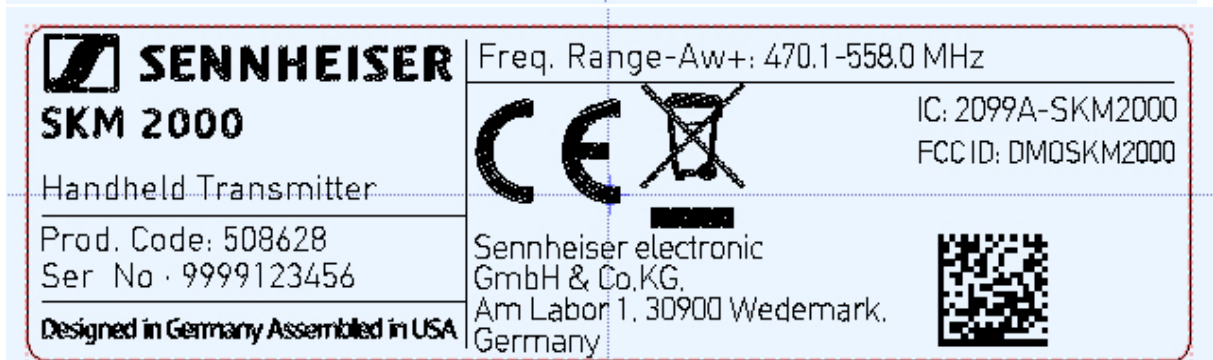 SENNHEISER
SKM 2000
Handheld Transmitter
Prod. Code: 508628
Ser No · 9999123456
Designed in Germany Assembled in USA
Freq. Range-Aw+: 470.1-558.0 MHz
CE
IC: 2099A-SKM2000
FCC ID: DMOSKM2000
Sennheiser electronic
GmbH & Co.KG.
Am Labor 1, 30900 Wedemark.
Germany